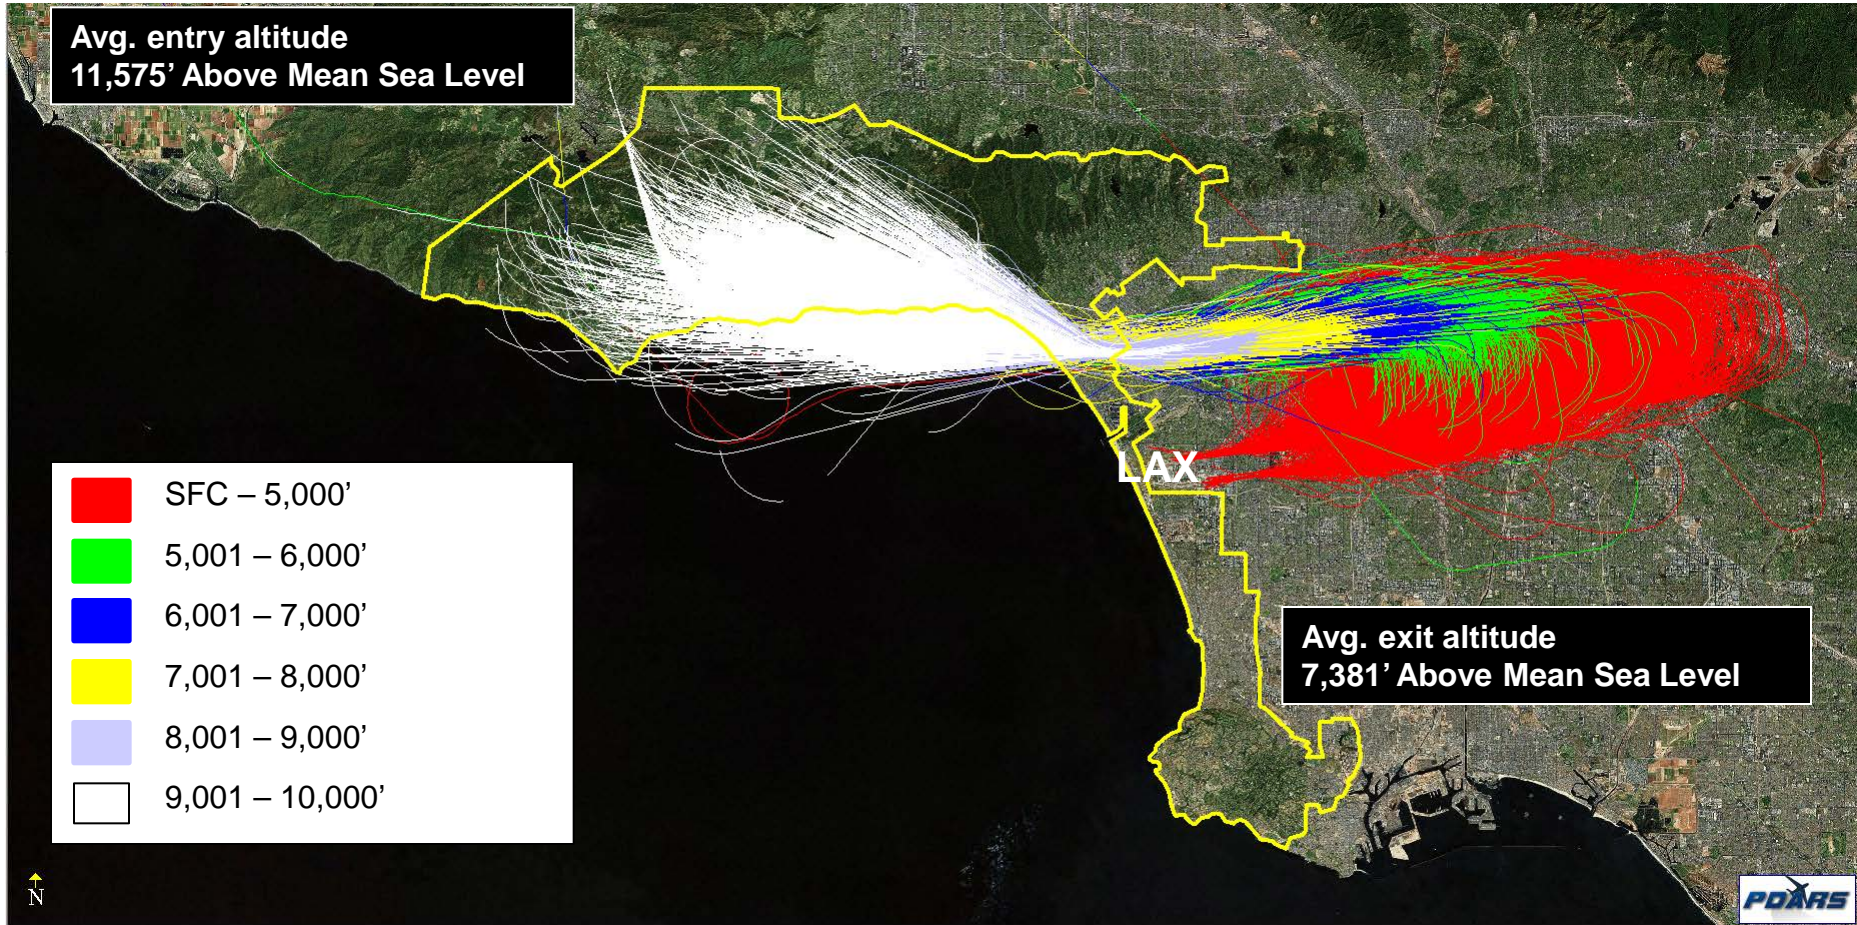 Avg. entry altitude
11,575’ Above Mean Sea Level
LAX
SFC – 5,000’
5,001 – 6,000’
6,001 – 7,000’
7,001 – 8,000’
8,001 – 9,000’
9,001 – 10,000’
Avg. exit altitude
7,381’ Above Mean Sea Level
N
PDARS